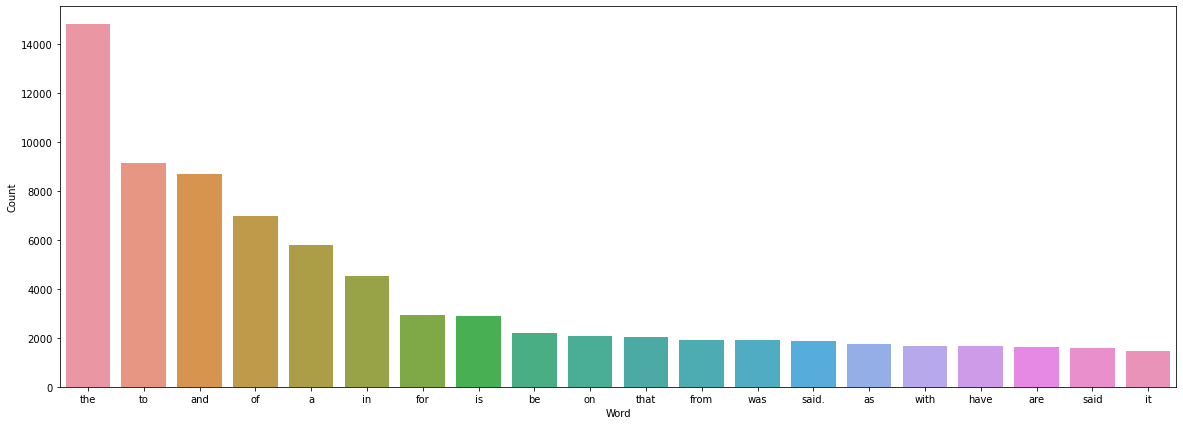 14000
12000
10000
8000
6000
4000
2000
0
Count
the to and of a in for is be on that from was said. as with have are said it
Word